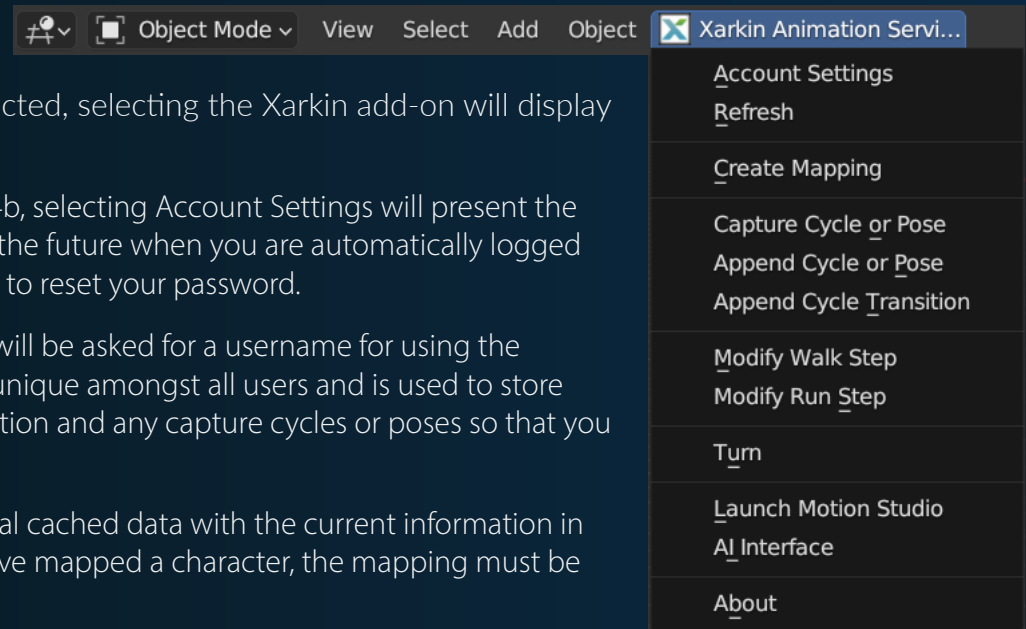 Object Mode View Select Add Object Xarkin Animation Servi...
cted, selecting the Xarkin add-on will display
-b, selecting Account Settings will present the
the future when you are automatically logged
to reset your password.
will be asked for a username for using the
unique amongst all users and is used to store
tion and any capture cycles or poses so that you
al cached data with the current information in
ve mapped a character, the mapping must be
Account Settings
Refresh
Create Mapping
Capture Cycle or Pose
Append Cycle or Pose
Append Cycle Transition
Modify Walk Step
Modify Run Step
Turn
Launch Motion Studio
AI Interface
About